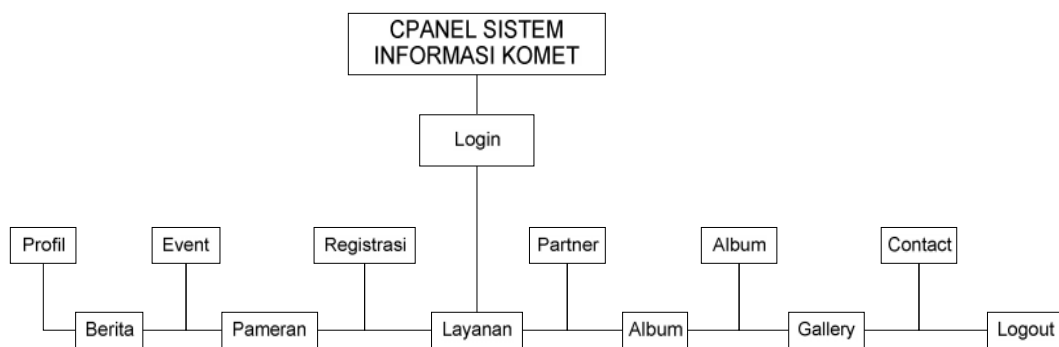 CPANEL SISTEM
INFORMASI KOMET
Login
Profil
Event
Registrasi
Partner
Album
Contact
Berita
Pameran
Layanan
Album
Gallery
Logout